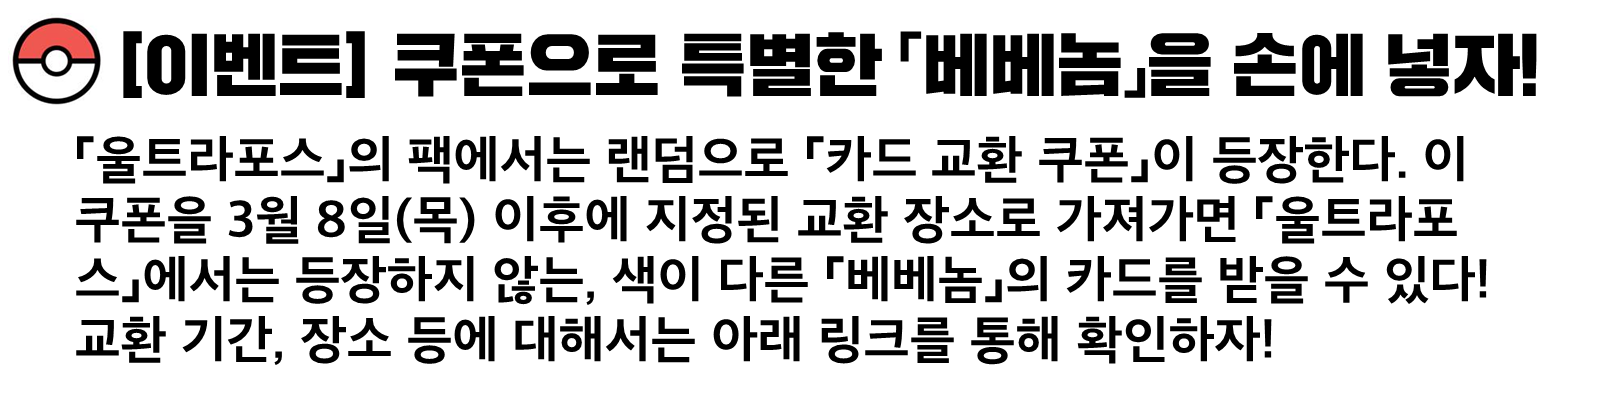 [이벤트] 쿠폰으로 특별한 「베베놈」을 손에 넣자!
「울트라포스」의 팩에서는 랜덤으로 「카드 교환 쿠폰」이 등장한다. 이
쿠폰을 3월 8일(목) 이후에 지정된 교환 장소로 가져가면 「울트라포
스」에서는 등장하지 않는, 색이 다른 「베베놈」의 카드를 받을 수 있다!
교환 기간, 장소 등에 대해서는 아래 링크를 통해 확인하자!